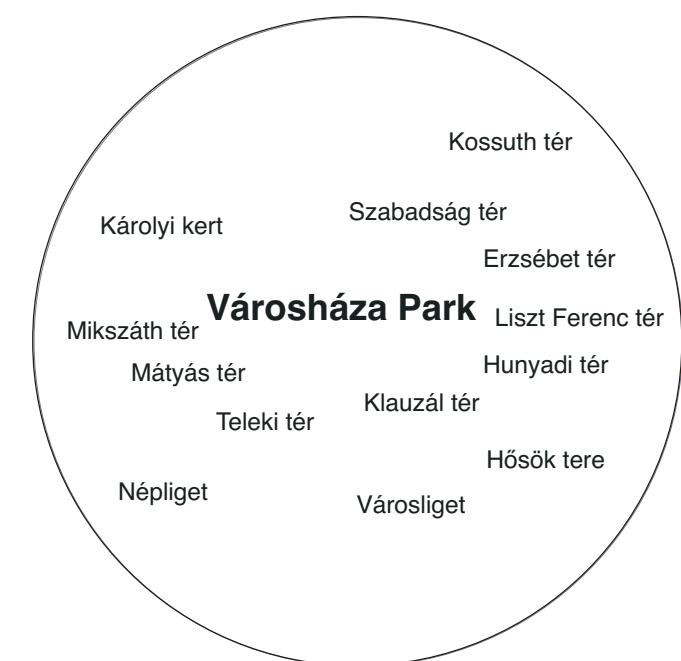 Kossuth tér
Szabadság tér
Károlyi kert
Erzsébet tér
Városháza Park
Liszt Ferenc tér
Mikszáth tér
Hunyadi tér
Mátyás tér
Klauzál tér
Teleki tér
Hősök tere
Népliget
Városliget